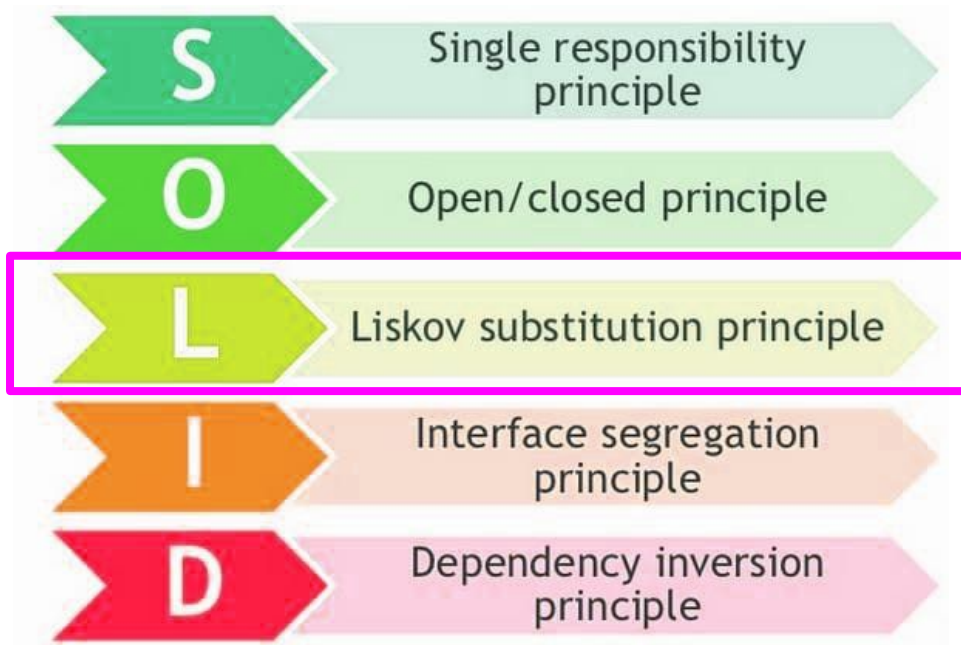 S
Single responsibility
principle
O
Open/closed principle
L
Liskov substitution principle
I
Interface segregation
principle
D
Dependency inversion
principle